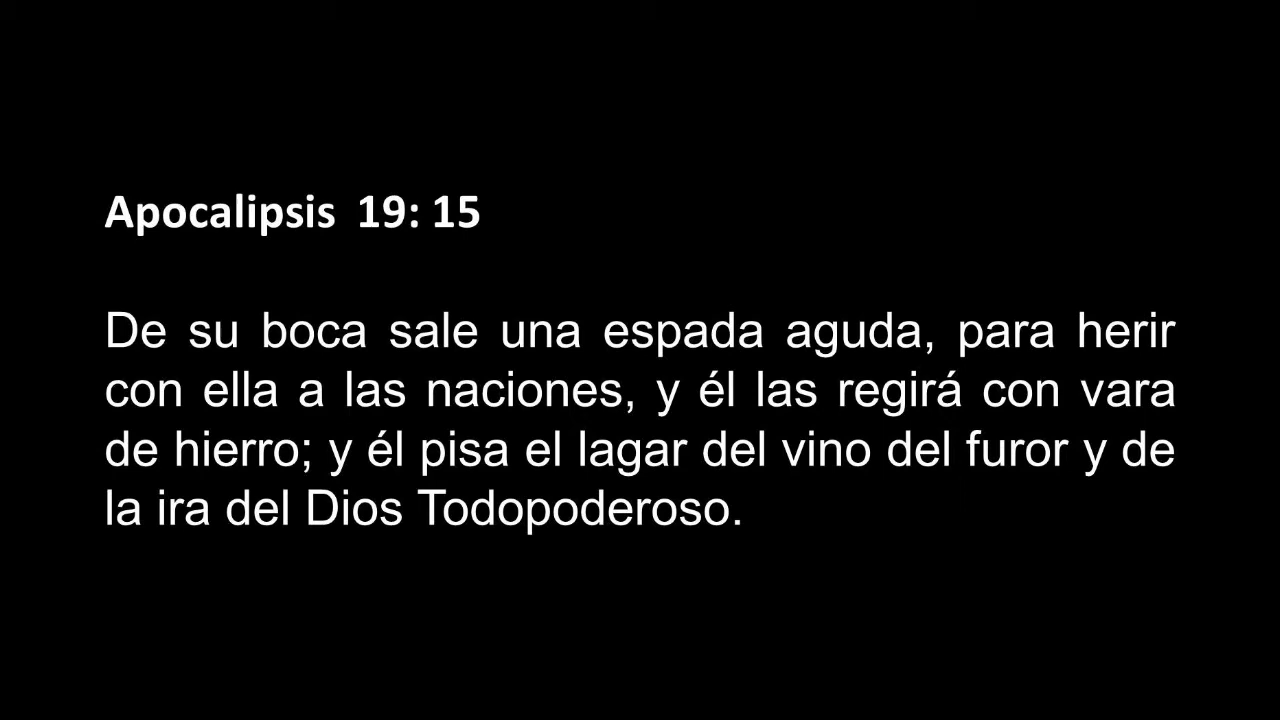 Apocalipsis 19: 15
De su boca sale una espada aguda, para herir
con ella a las naciones, y él las regirá con vara
de hierro; y él pisa el lagar del vino del furor y de
la ira del Dios Todopoderoso.